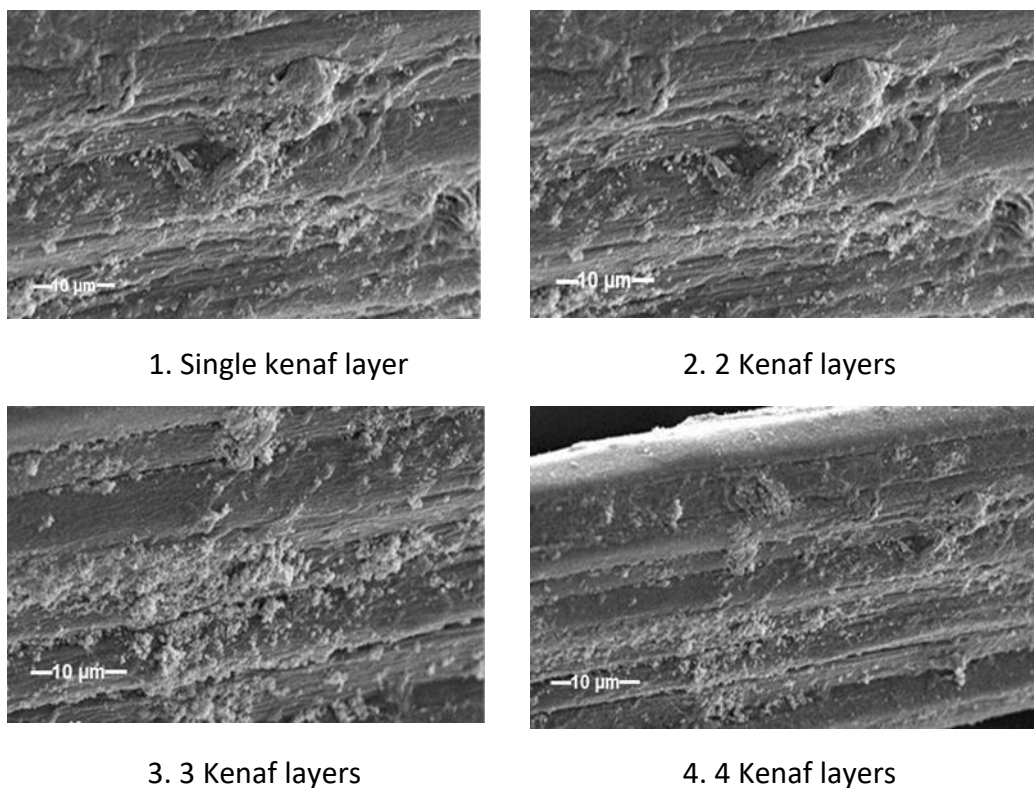 10 µm
10 µm
1. Single kenaf layer
2. 2 Kenaf layers
10 µm
10 µm
3. 3 Kenaf layers
4. 4 Kenaf layers